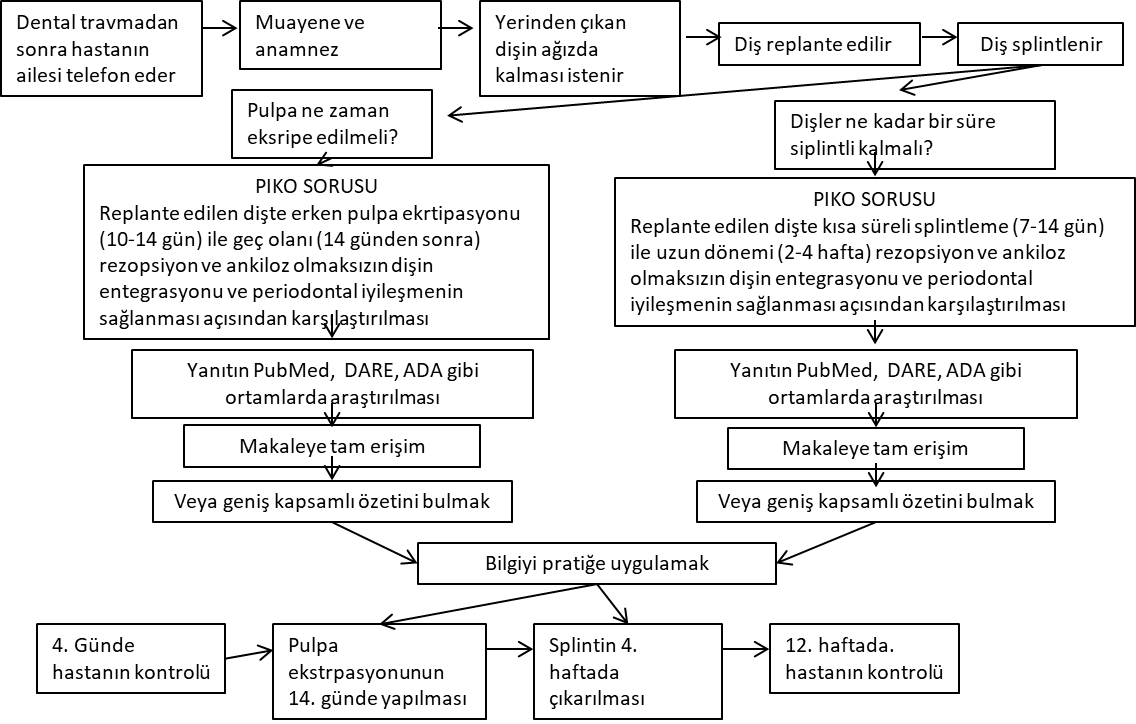 Dental travmadan
sonra hastanın
ailesi telefon eder
Muayene ve
anamnez
Yerinden çıkan
dişin ağızda
kalması istenir
Diş replante edilir
Diş splintlenir
Pulpa ne zaman
eksripe edilmeli?
Dişler ne kadar bir süre
siplintli kalmalı?
PIKO SORUSU
Replante edilen dişte erken pulpa ekrtipasyonu
(10-14 gün) ile geç olanı (14 günden sonra)
rezopsiyon ve ankiloz olmaksızın dişin
entegrasyonu ve periodontal iyileşmenin
sağlanması açısından karşılaştırılması
PIKO SORUSU
Replante edilen dişte kısa süreli splintleme (7-14 gün)
ile uzun dönemi (2-4 hafta) rezopsiyon ve ankiloz
olmaksızın dişin entegrasyonu ve periodontal
iyileşmenin sağlanması açısından karşılaştırılması
Yanıtın PubMed, DARE, ADA gibi
ortamlarda araştırılması
Yanıtın PubMed, DARE, ADA gibi
ortamlarda araştırılması
Makaleye tam erişim
Makaleye tam erişim
Veya geniş kapsamlı özetini bulmak
Veya geniş kapsamlı özetini bulmak
Bilgiyi pratiğe uygulamak
4. Günde
hastanın kontrolü
Pulpa
ekstrpasyonunun
14. günde yapılması
Splintin 4.
haftada
çıkarılması
12. haftada.
hastanın kontrolü